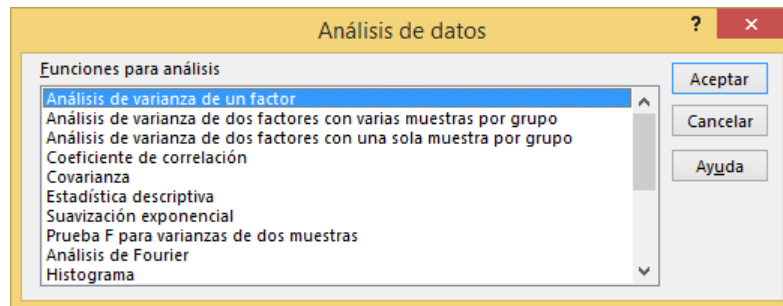 Análisis de datos
?
×
Funciones para análisis
Análisis de varianza de un factor
Análisis de varianza de dos factores con varias muestras por grupo
Análisis de varianza de dos factores con una sola muestra por grupo
Coeficiente de correlación
Covarianza
Estadística descriptiva
Suavización exponencial
Prueba F para varianzas de dos muestras
Análisis de Fourier
Histograma
Aceptar
Cancelar
Ayuda